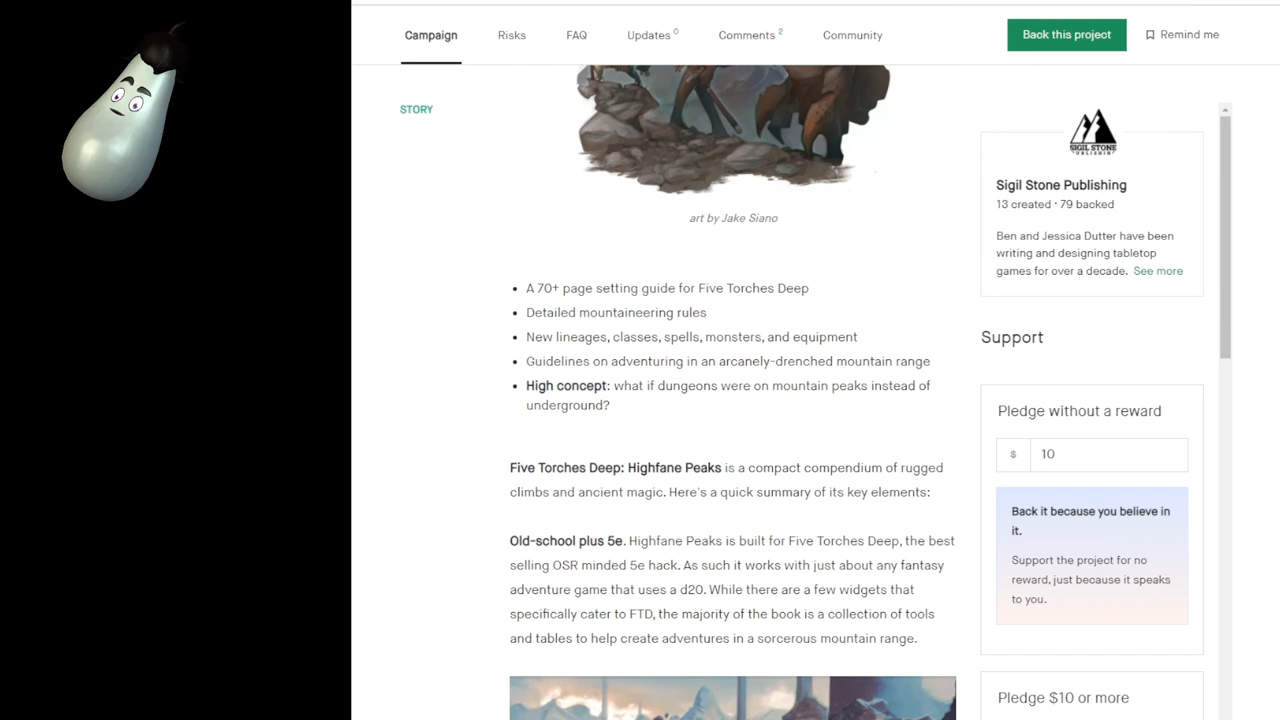 Campaign
Risks
FAQ
Updates 0
Comments 2
Community
Back this project
Remind me
STORY
art by Jake Siano
• A 70+ page setting guide for Five Torches Deep
• Detailed mountaineering rules
• New lineages, classes, spells, monsters, and equipment
• Guidelines on adventuring in an arcanely-drenched mountain range
• High concept: what if dungeons were on mountain peaks instead of
underground?
Five Torches Deep: Highfane Peaks is a compact compendium of rugged
climbs and ancient magic. Here's a quick summary of its key elements:
Old-school plus 5e. Highfane Peaks is built for Five Torches Deep, the best
selling OSR minded 5e hack. As such it works with just about any fantasy
adventure game that uses a d20. While there are a few widgets that
specifically cater to FTD, the majority of the book is a collection of tools
and tables to help create adventures in a sorcerous mountain range.
SIGIL STONE
PUBLISHING
Sigil Stone Publishing
13 created · 79 backed
Ben and Jessica Dutter have been
writing and designing tabletop
games for over a decade. See more
Support
Pledge without a reward
$ 10
Back it because you believe in
it.
Support the project for no
reward, just because it speaks
to you.
Pledge $10 or more